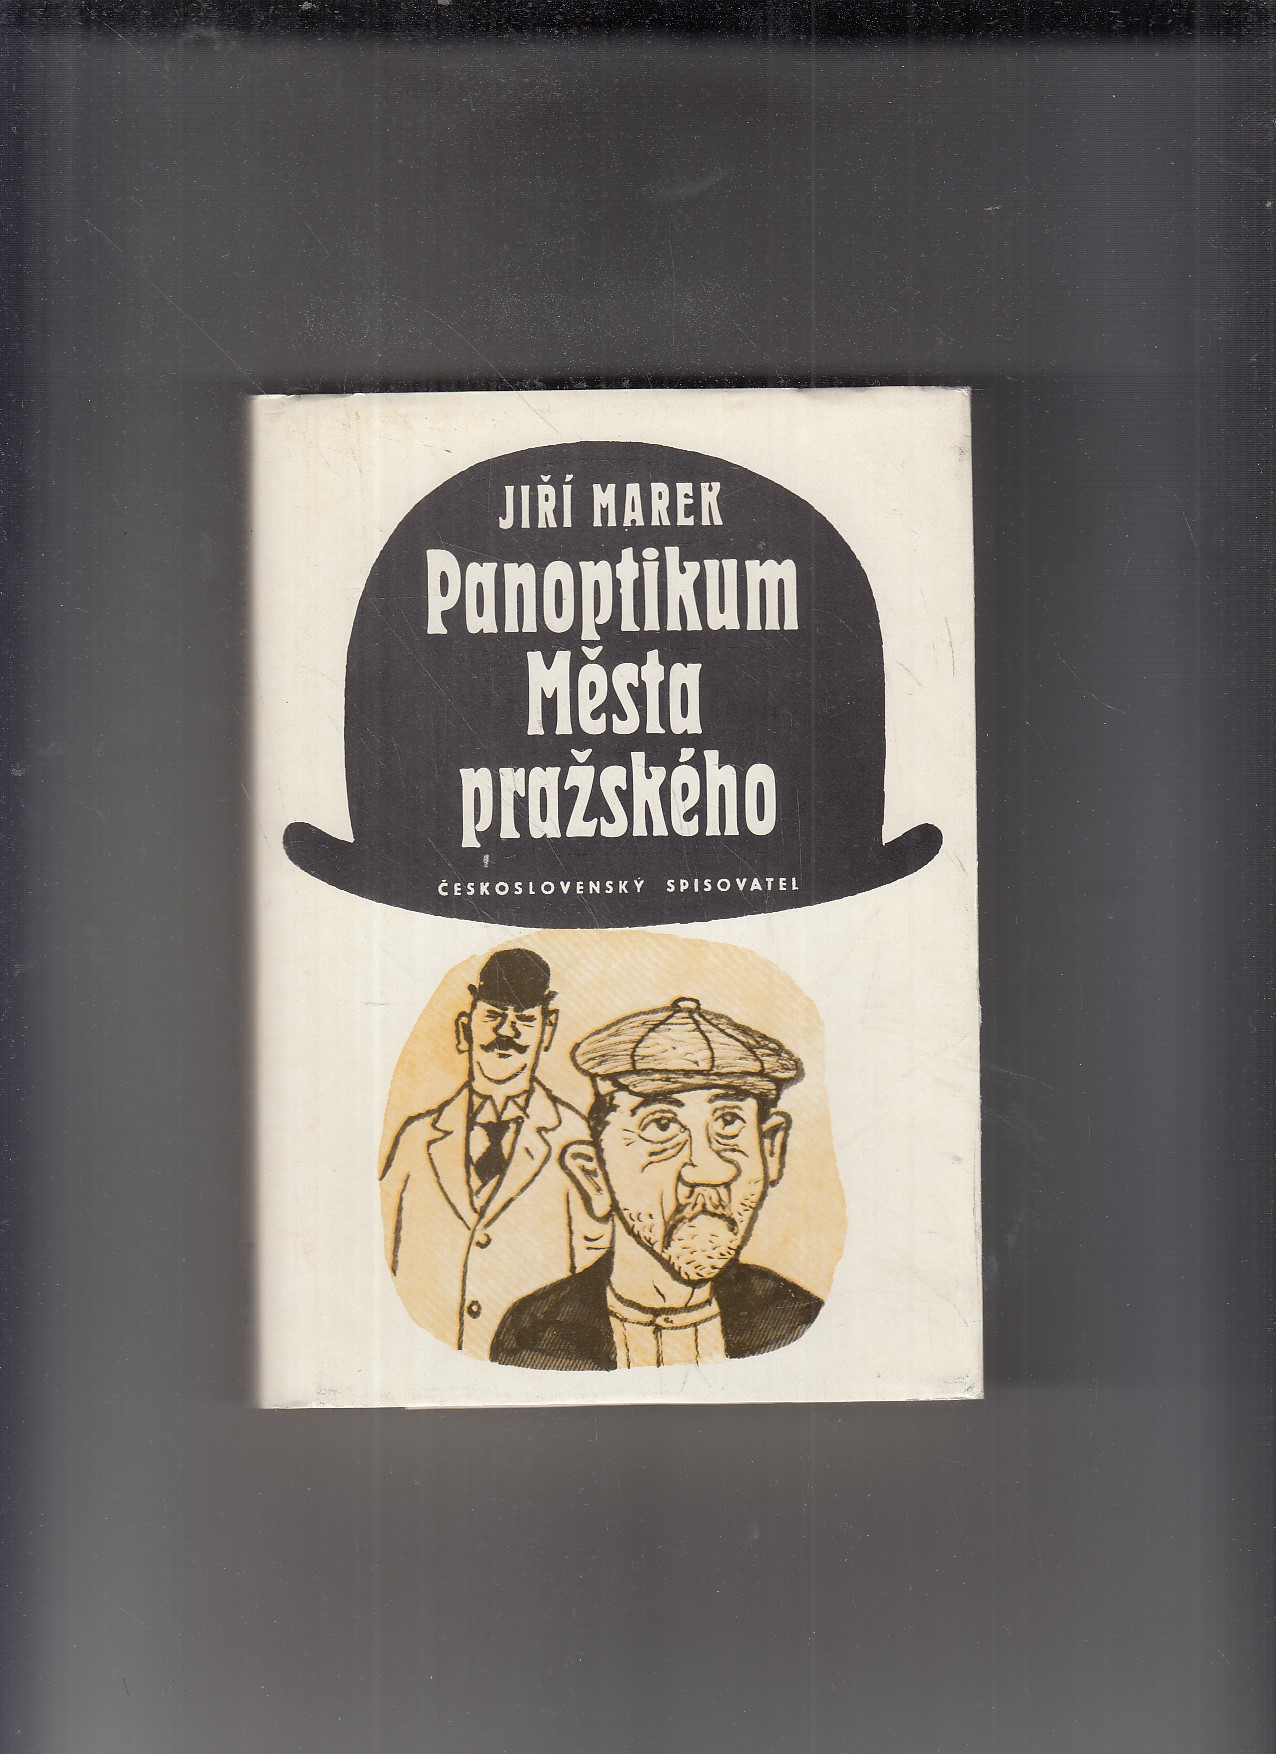 JIŘÍ MAREK
Panoptikum
Města
pražského
ČESKOSLOVENSKÝ SPISOVATEL